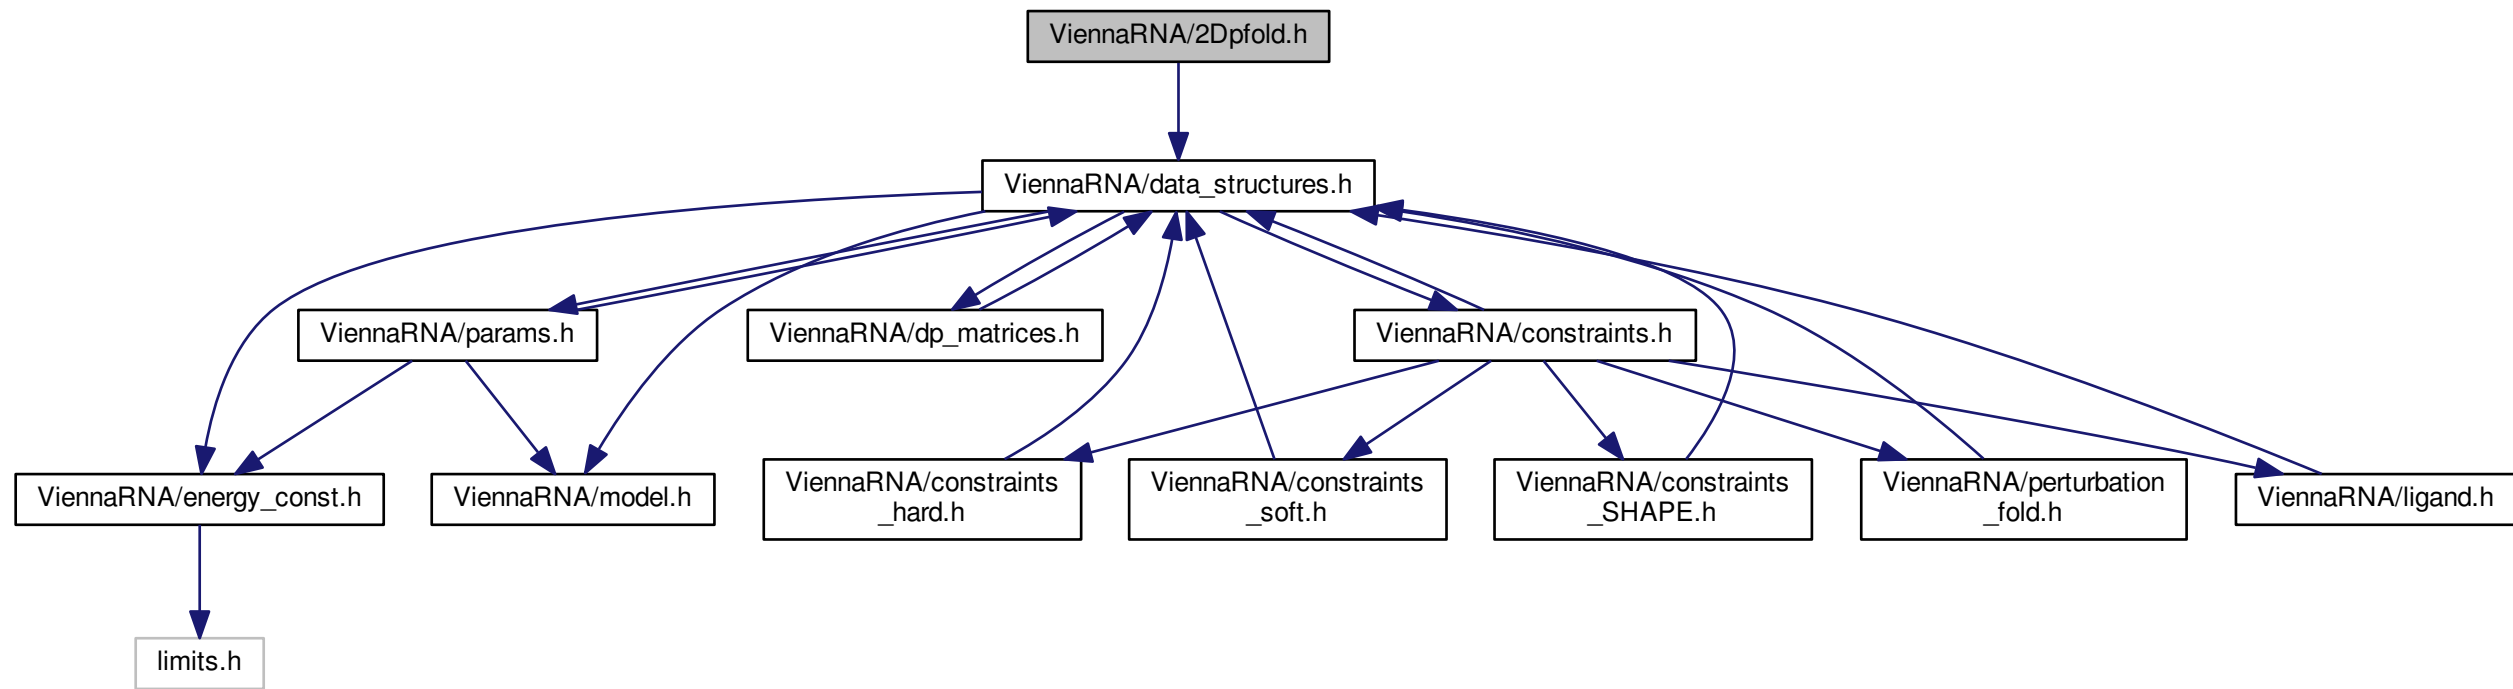 ViennaRNA/2Dpfold.h
ViennaRNA/data_structures.h
ViennaRNA/params.h
ViennaRNA/dp_matrices.h
ViennaRNA/constraints.h
ViennaRNA/energy_const.h
ViennaRNA/model.h
ViennaRNA/constraints
_hard.h
ViennaRNA/constraints
_soft.h
ViennaRNA/constraints
_SHAPE.h
ViennaRNA/perturbation
_fold.h
ViennaRNA/ligand.h
limits.h